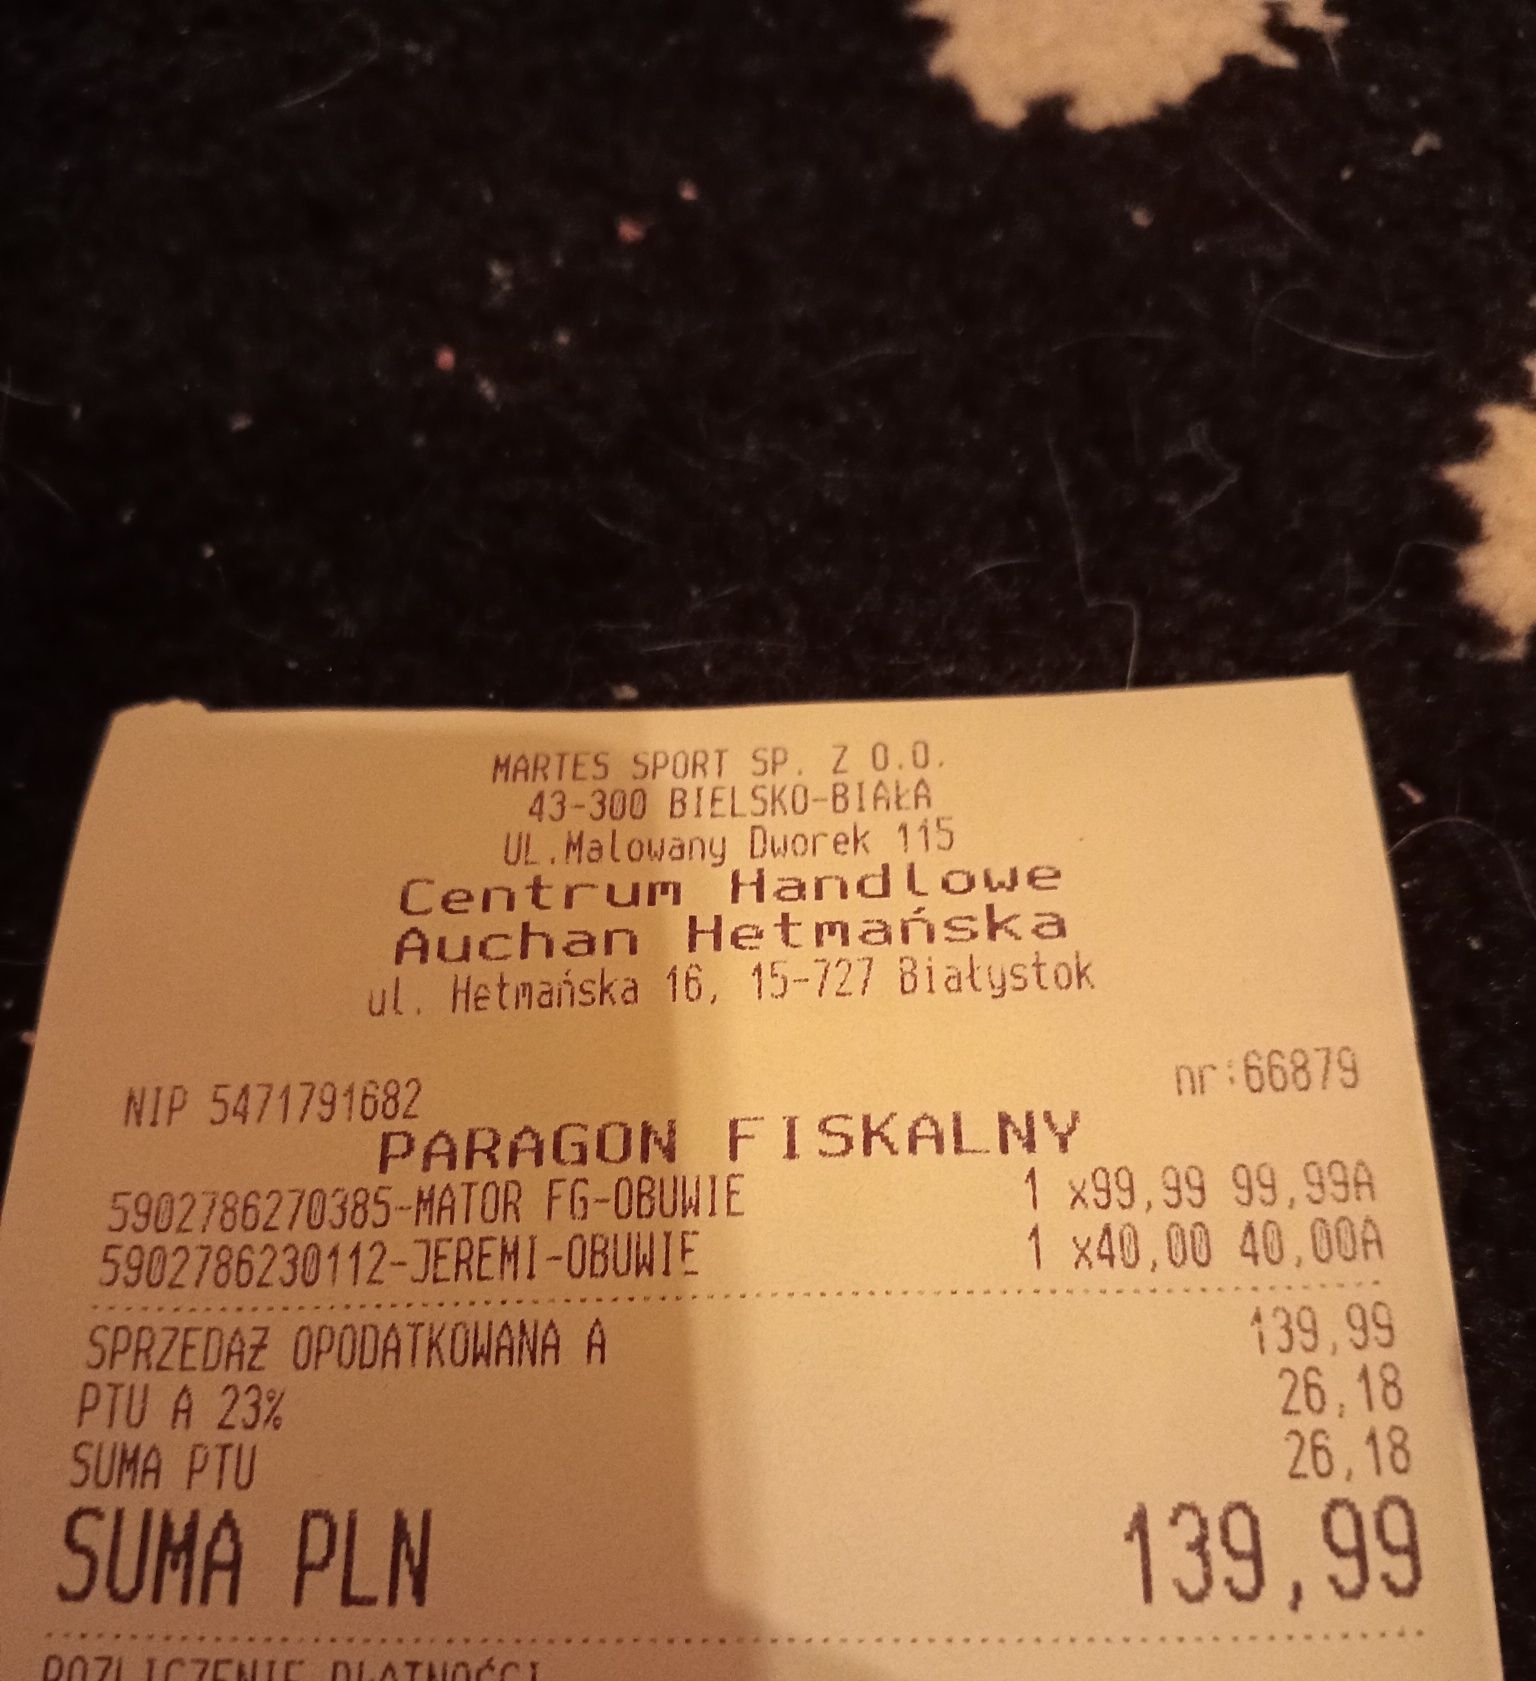 MARTES SPORT SP. Z O.O.
43-300 BIELSKO-BIAŁA
UL.Malowany Dworek 115
Centrum Handlowe
Auchan Hetmańska
ul. Hetmańska 16, 15-727 Białystok
NIP 5471791682 nr:66879
PARAGON FISKALNY
5902786270385-MATOR FG-OBUWIE 1 x99,99 99,99A
5902786230112-JEREMI-OBUWIE 1 x40,00 40,00A
SPRZEDAŻ OPODATKOWANA A 139,99
PTU A 23% 26,18
SUMA PTU 26,18
SUMA PLN 139,99
ROZLICZENIE PŁATNOŚCI